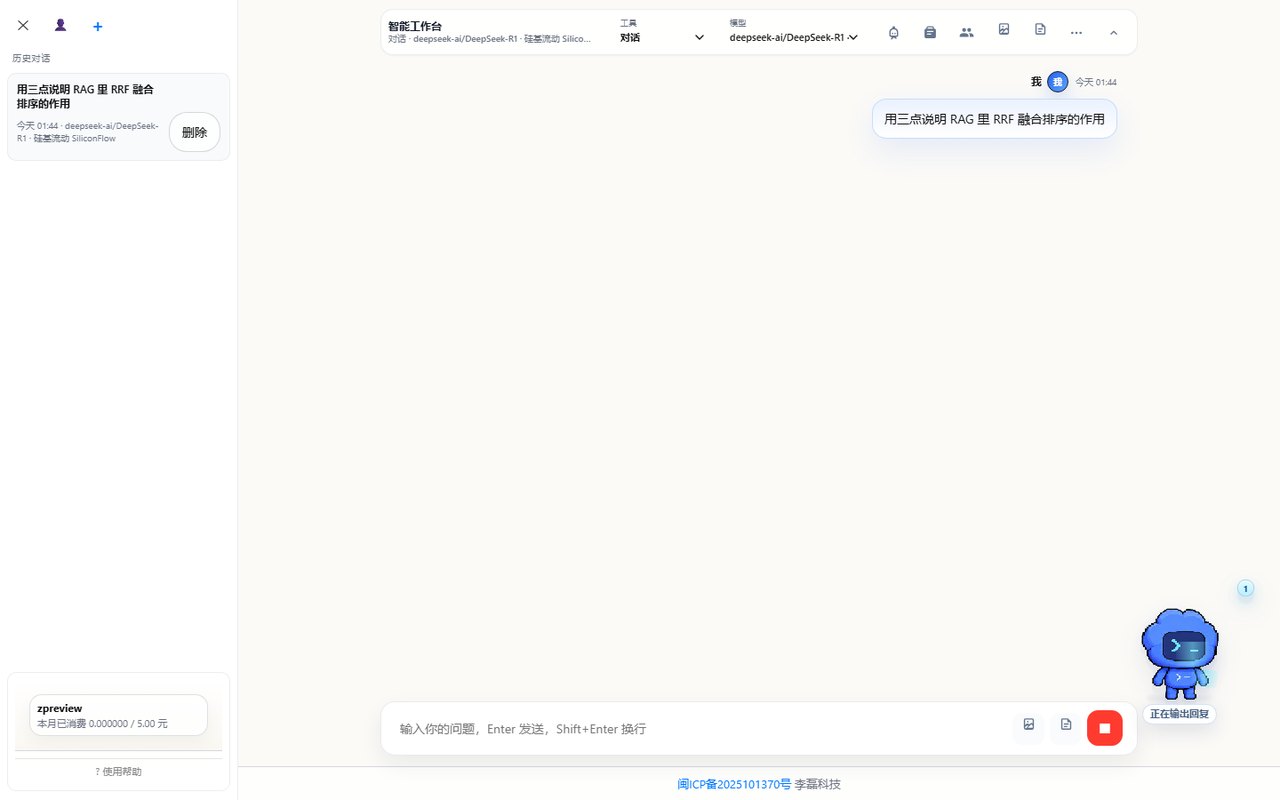 历史对话
用三点说明 RAG 里 RRF 融合
排序的作用
今天 01:44 · deepseek-ai/DeepSeek-
R1 · 硅基流动 SiliconFlow
删除
zpreview
本月已消费 0.000000 / 5.00 元
? 使用帮助
智能工作台
对话 · deepseek-ai/DeepSeek-R1 · 硅基流动 Silico...
工具
对话
模型
deepseek-ai/DeepSeek-R1 ·
我 我 今天 01:44
用三点说明 RAG 里 RRF 融合排序的作用
1
正在输出回复
输入你的问题，Enter 发送，Shift+Enter 换行
闽ICP备2025101370号 李磊科技